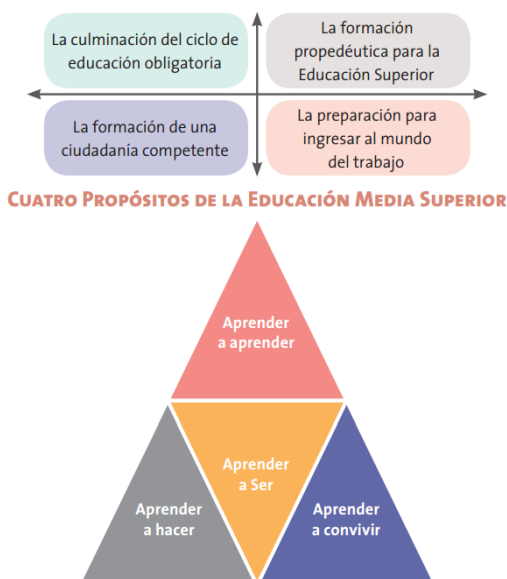 La culminación del ciclo de
educación obligatoria
La formación
propedéutica para la
Educación Superior
La formación de una
ciudadanía competente
La preparación para
ingresar al mundo
del trabajo
Cuatro Propósitos de la Educación Media Superior
Aprender
a aprender
Aprender
a Ser
Aprender
a hacer
Aprender
a convivir